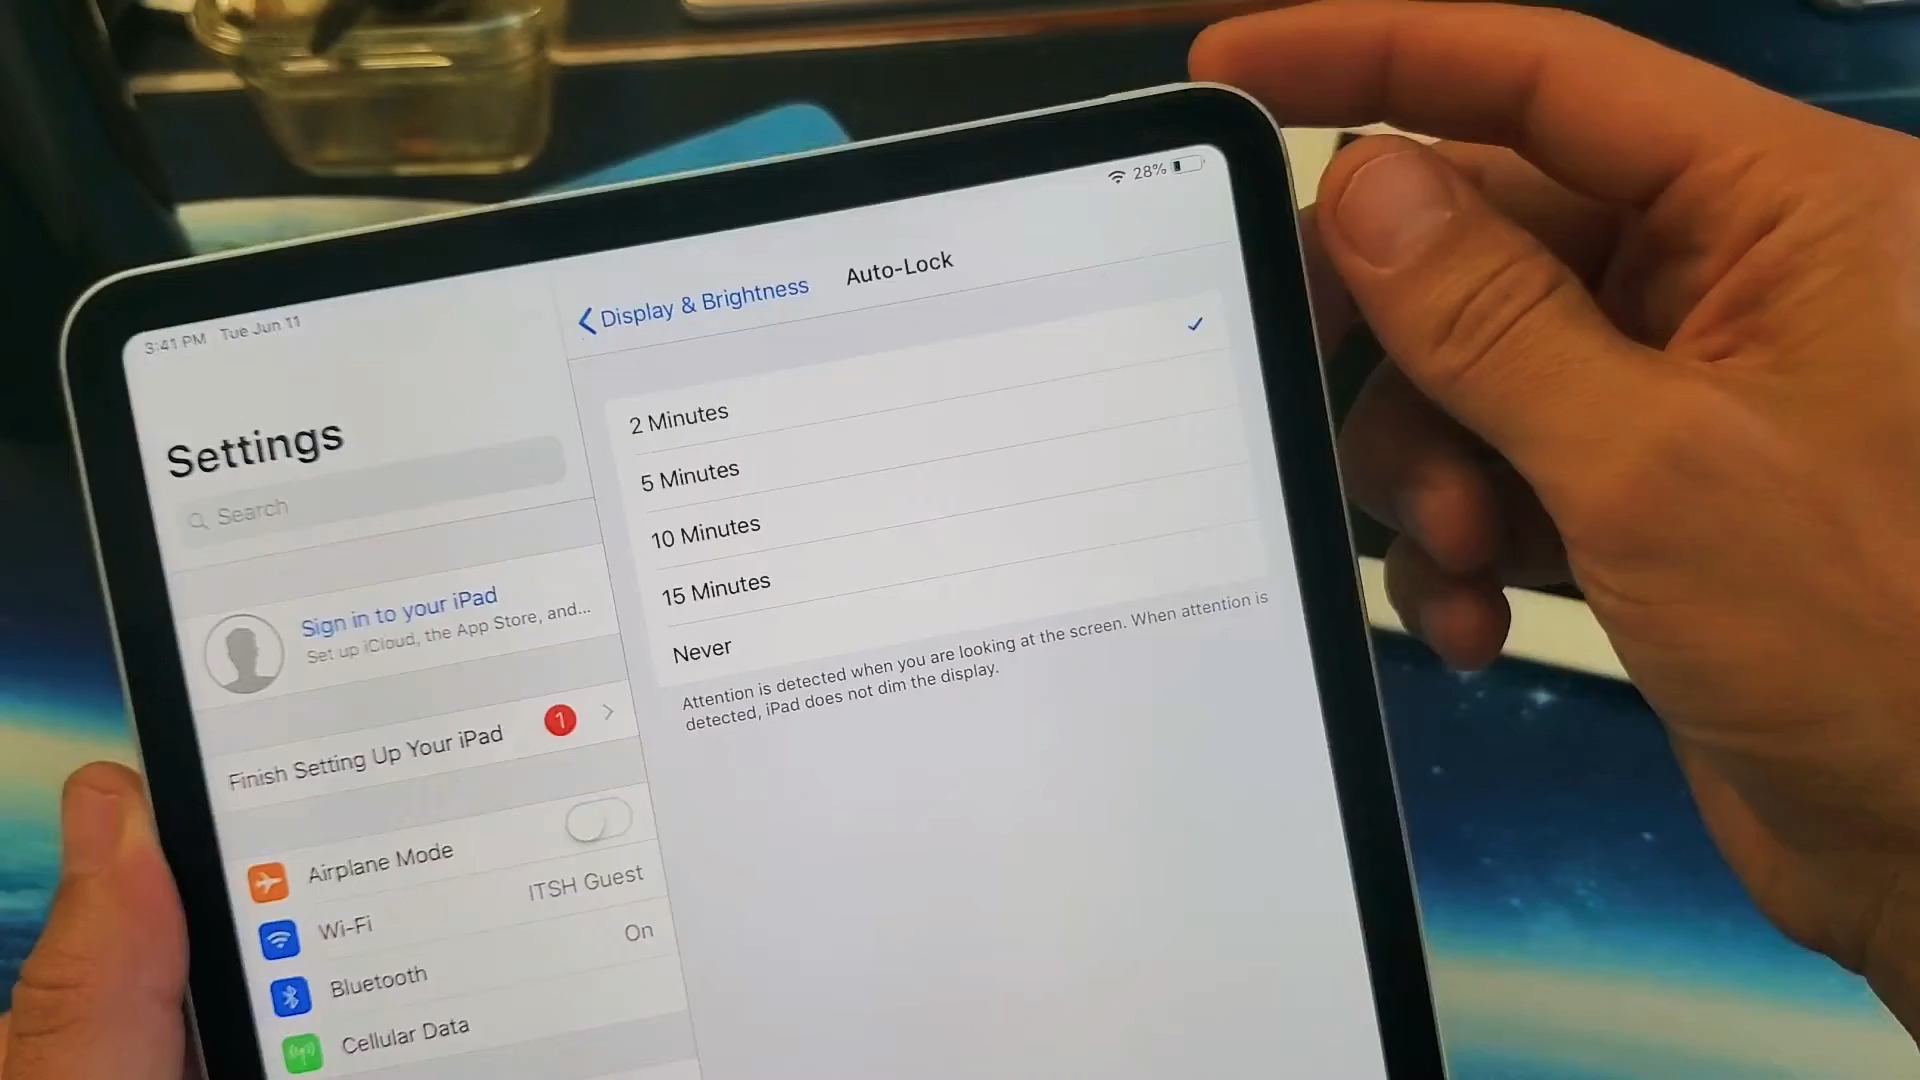 3:41 PM Tue Jun 11
28%
Settings
Search
Sign in to your iPad
Set up iCloud, the App Store, and...
Finish Setting Up Your iPad
1
Airplane Mode
Wi-Fi
ITSH Guest
Bluetooth
On
Cellular Data
Display & Brightness
Auto-Lock
2 Minutes
5 Minutes
10 Minutes
15 Minutes
Never
Attention is detected when you are looking at the screen. When attention is
detected, iPad does not dim the display.